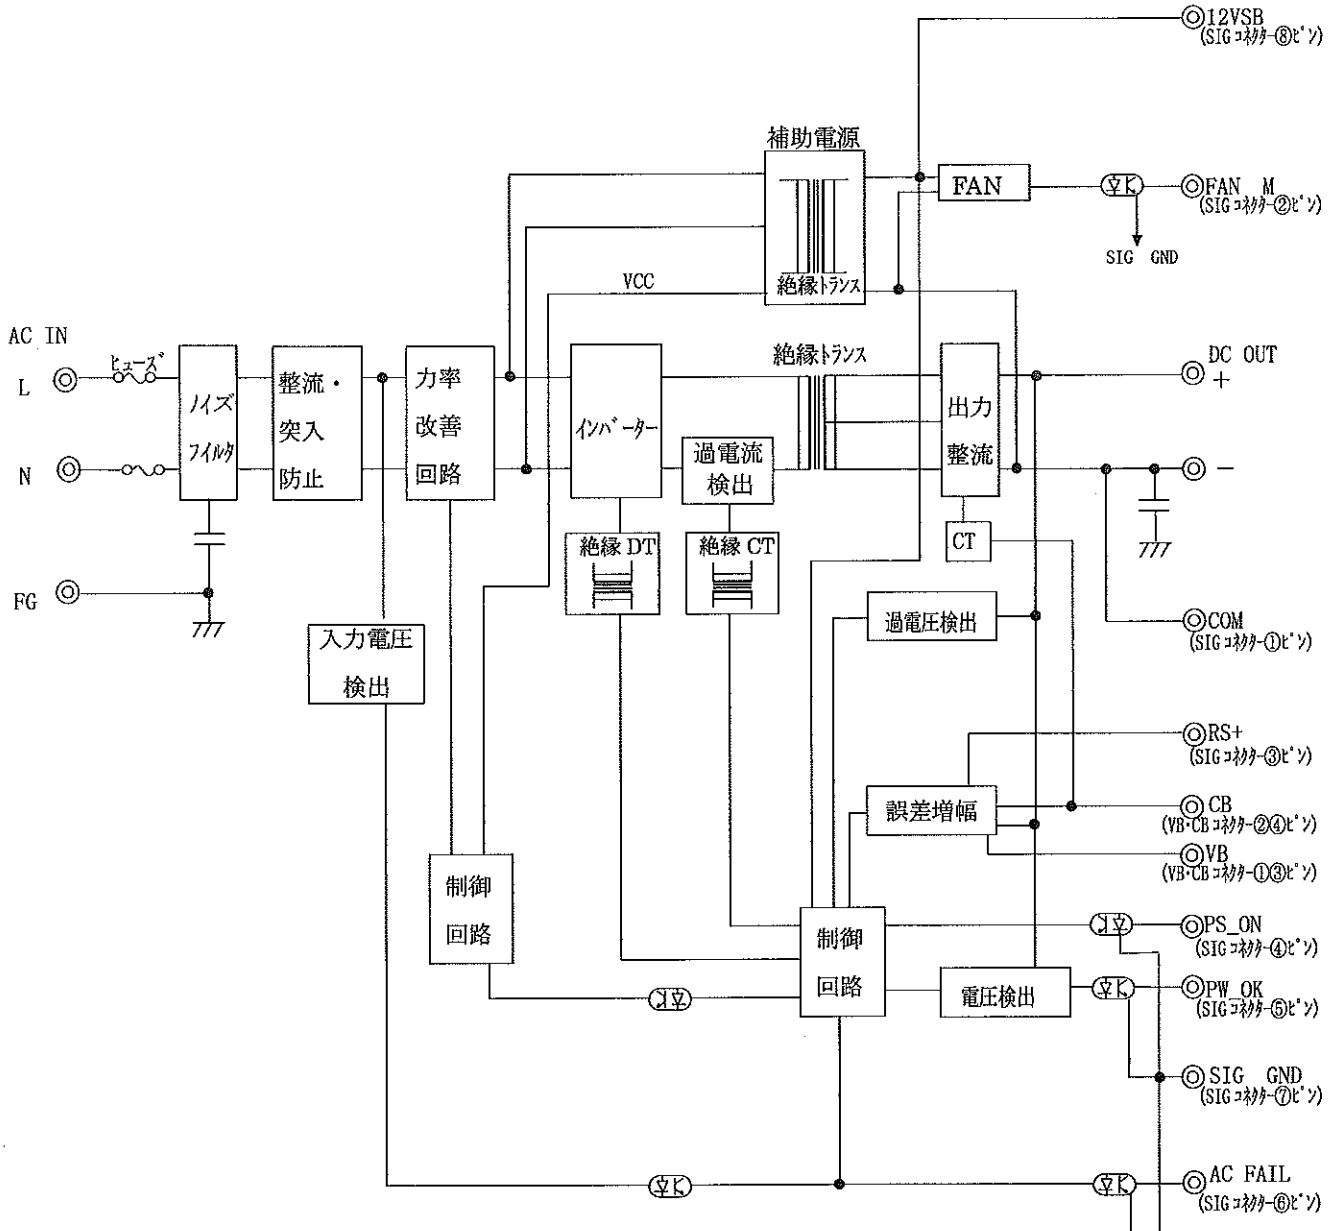 12VSB
(SIGコネクター⑧ピン)
補助電源
FAN
FAN M
(SIGコネクター②ピン)
SIG GND
絶縁トランス
VCC
AC IN
ヒューズ
L
N
FG
ノイズ
フイルタ
整流・
突入
防止
力率
改善
回路
インバーター
過電流
検出
絶縁トランス
出力
整流
DC OUT
+
-
絶縁 DT
絶縁 CT
CT
入力電圧
検出
過電圧検出
COM
(SIGコネクター①ピン)
RS+
(SIGコネクター③ピン)
誤差増幅
CB
(VB・CBコネクター②④ピン)
VB
(VB・CBコネクター①③ピン)
制御
回路
制御
回路
PS_ON
(SIGコネクター④ピン)
電圧検出
PW_OK
(SIGコネクター⑤ピン)
SIG GND
(SIGコネクター⑦ピン)
AC FAIL
(SIGコネクター⑥ピン)